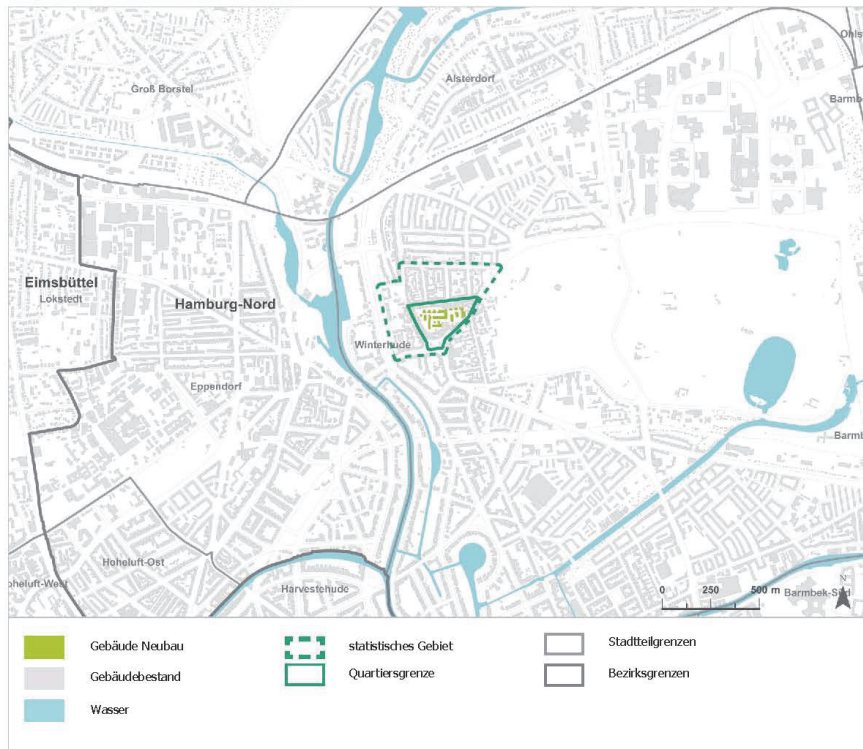 Alsterdorf
Ohls
Groß Borstel
Barmb
Eimsbüttel
Lokstedt
Hamburg-Nord
Winterhude
Eppendorf
Barmb
Hoheluft-Ost
oheluft-West
Harvestehude
0 250 500 m
N
Barmbek-Süd
Gebäude Neubau
statistisches Gebiet
Stadtteilgrenzen
Gebäudebestand
Quartiersgrenze
Bezirksgrenzen
Wasser